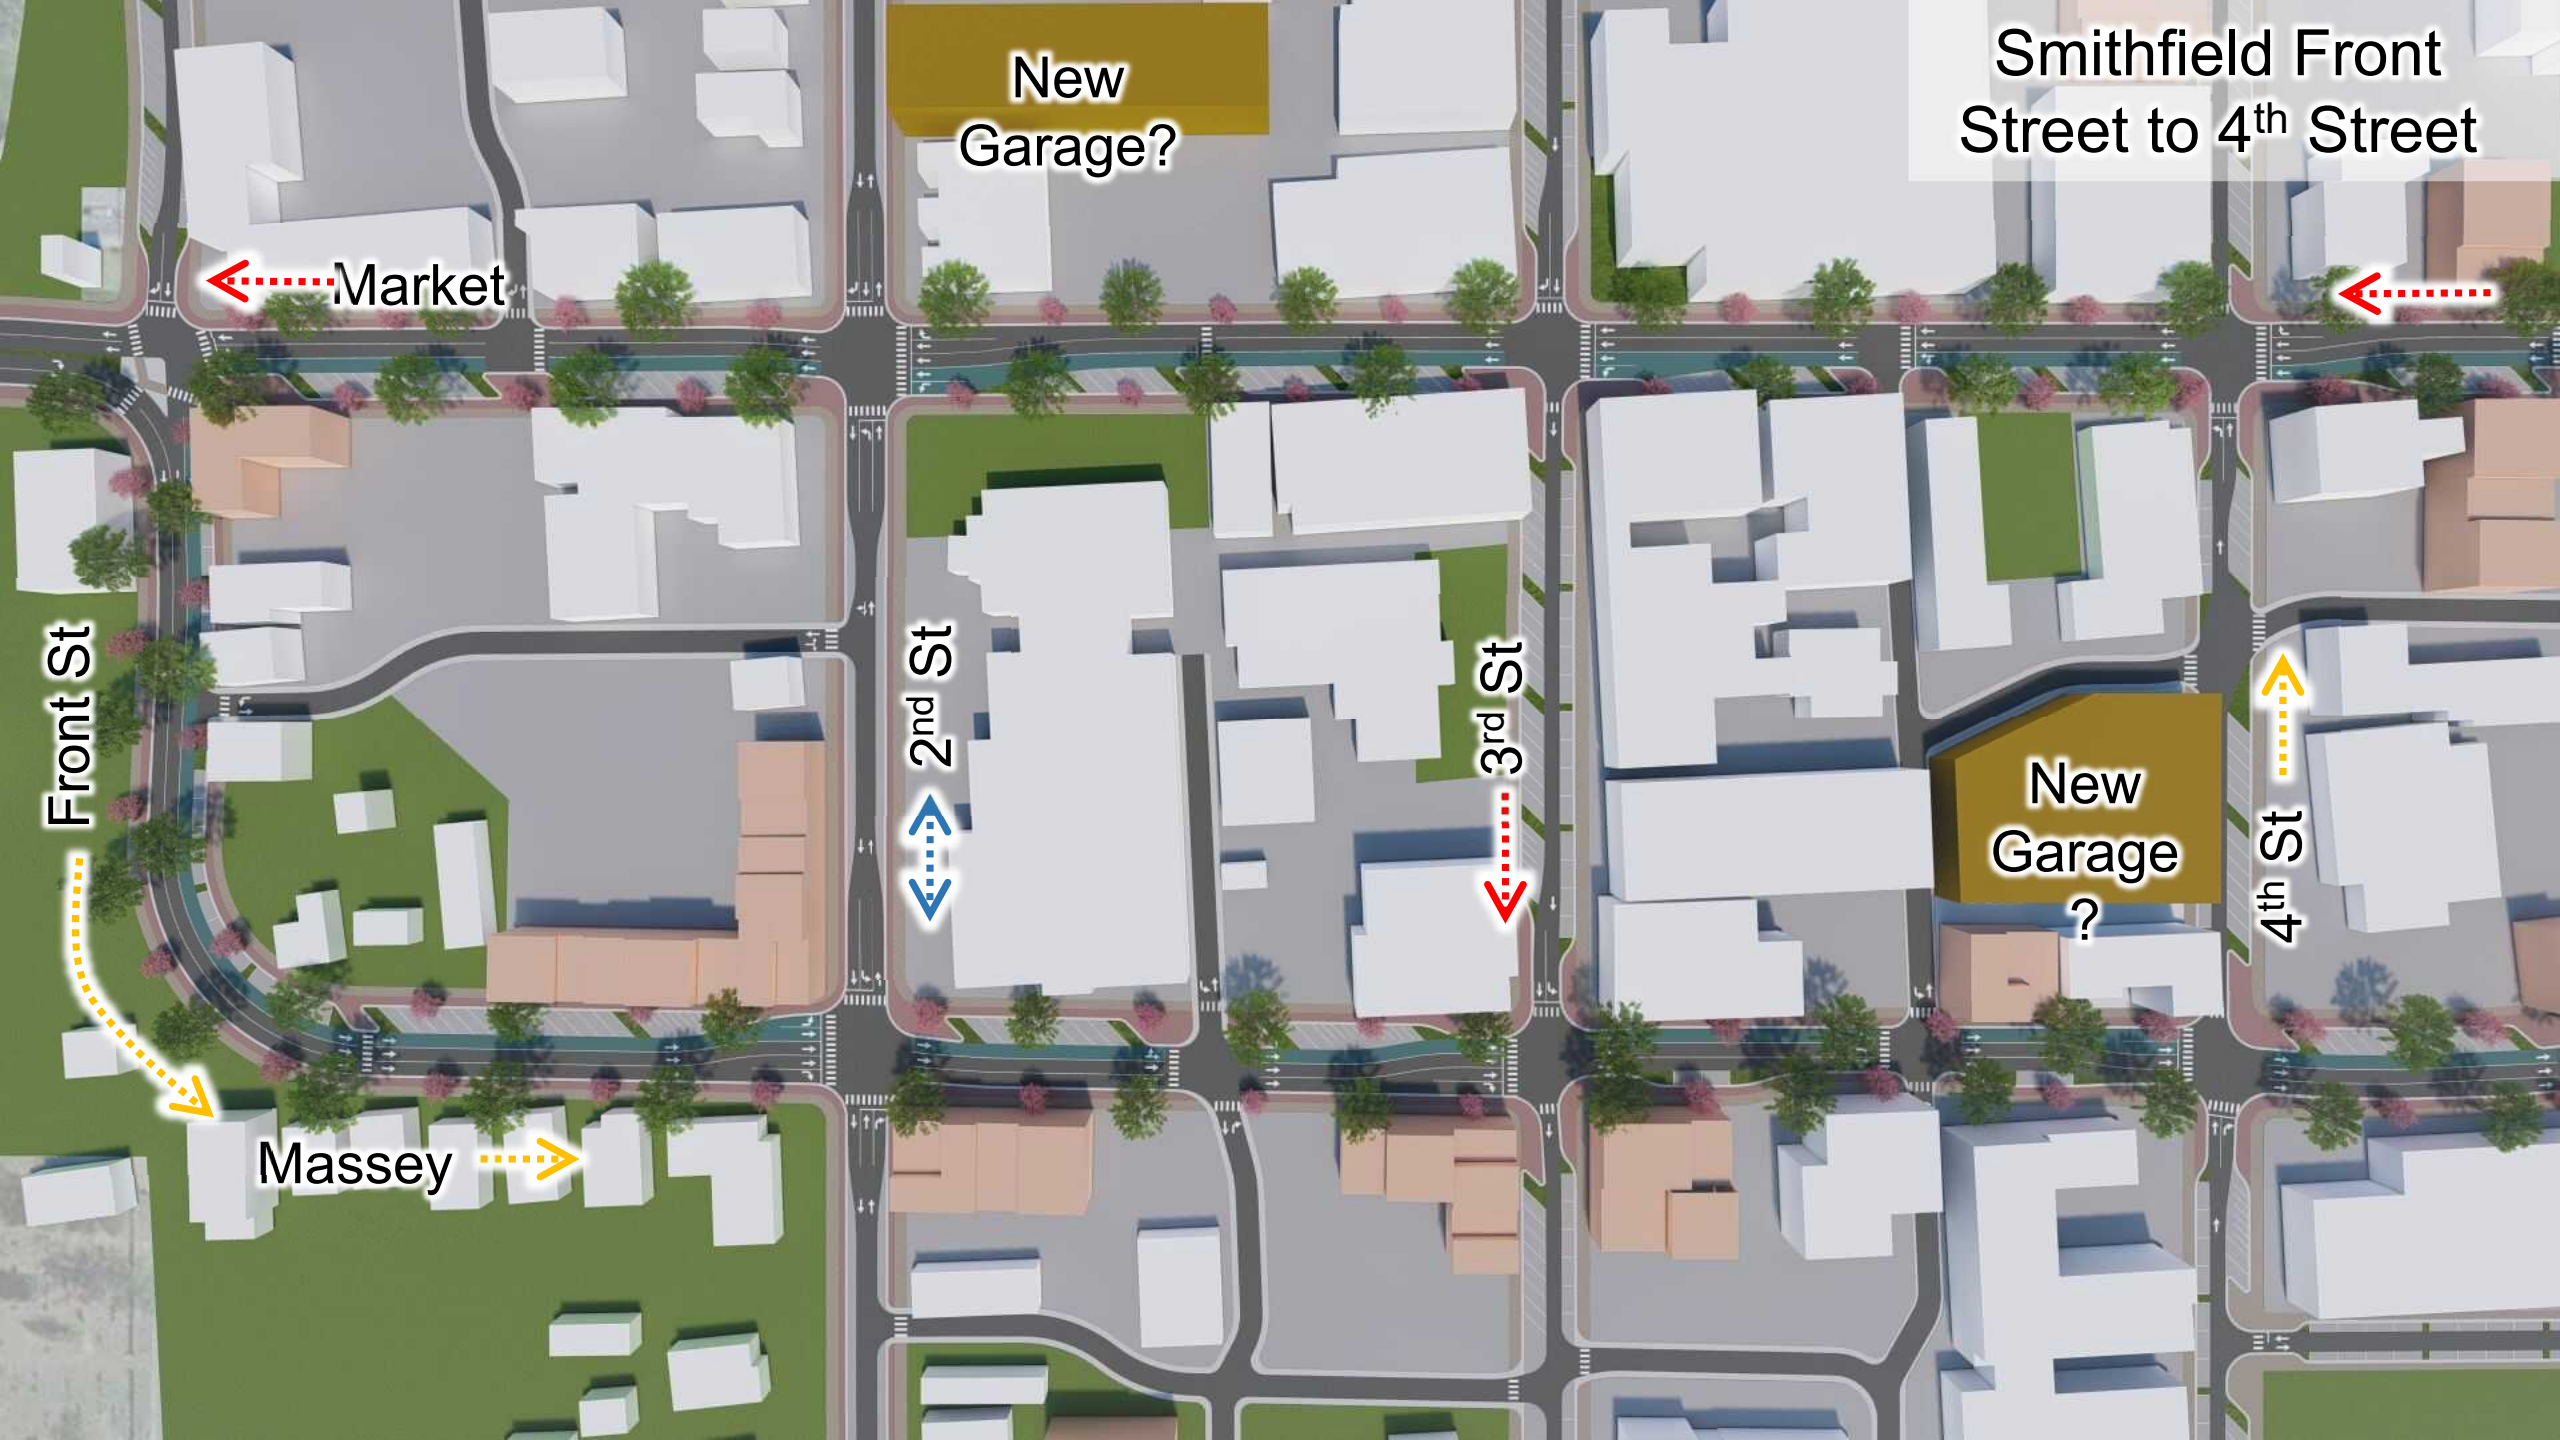 New
Garage?
Smithfield Front
Street to 4th Street
Market
Front St
2nd St
3rd St
New
Garage
?
4th St
Massey